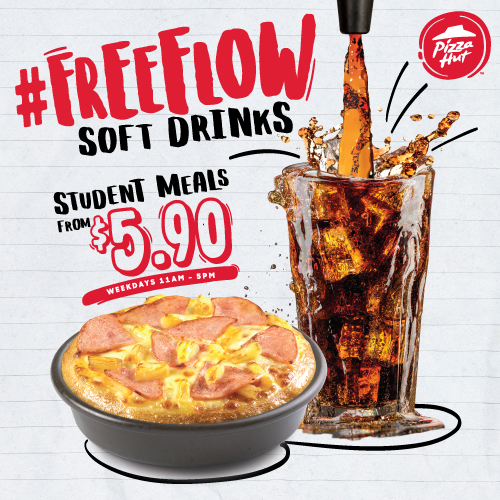 #FREEFLOW
SOFT DRINKS
Pizza
Hut
STUDENT MEALS
FROM $5.90
WEEKDAYS 11AM - 5PM